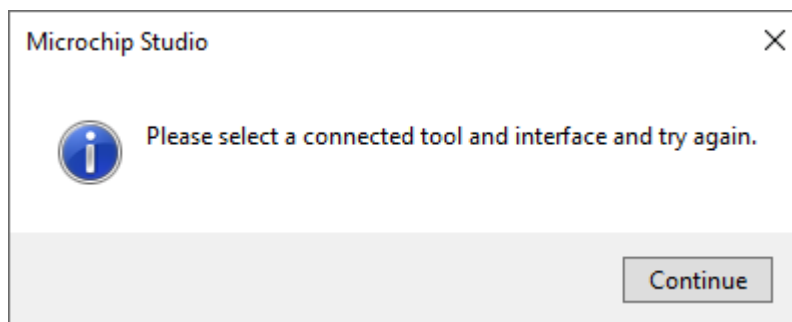 Microchip Studio
Please select a connected tool and interface and try again.
Continue